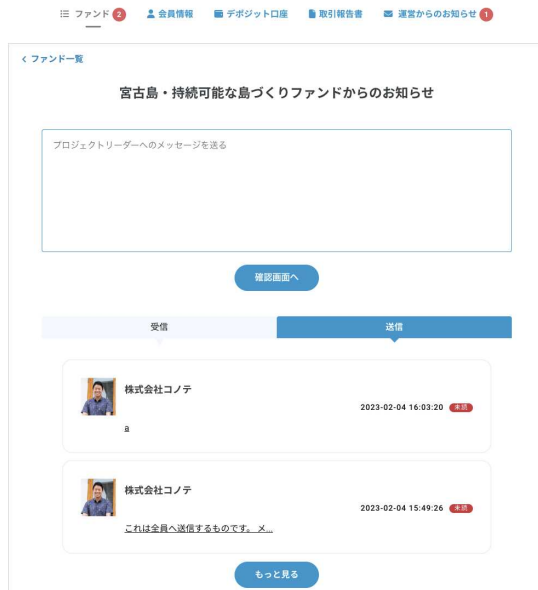 ファンド 2 会員情報 デポジット口座 取引報告書 運営からのお知らせ 1
< ファンド一覧
宮古島・持続可能な島づくりファンドからのお知らせ
プロジェクトリーダーへのメッセージを送る
確認画面へ
受信 送信
株式会社コノテ
2023-02-04 16:03:20 未読
a
株式会社コノテ
2023-02-04 15:49:26 未読
これは全員へ送信するものです。 メ...
もっと見る